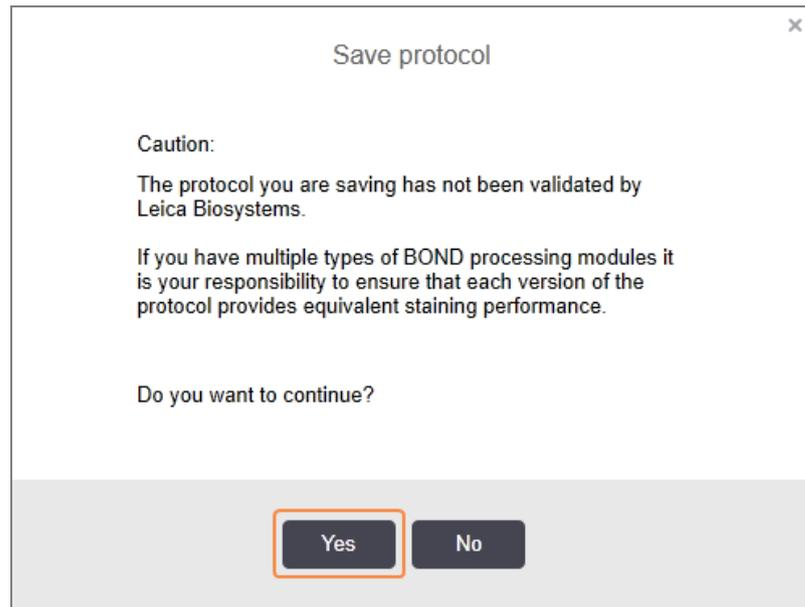 Save protocol
Caution:
The protocol you are saving has not been validated by
Leica Biosystems.
If you have multiple types of BOND processing modules it
is your responsibility to ensure that each version of the
protocol provides equivalent staining performance.
Do you want to continue?
Yes No